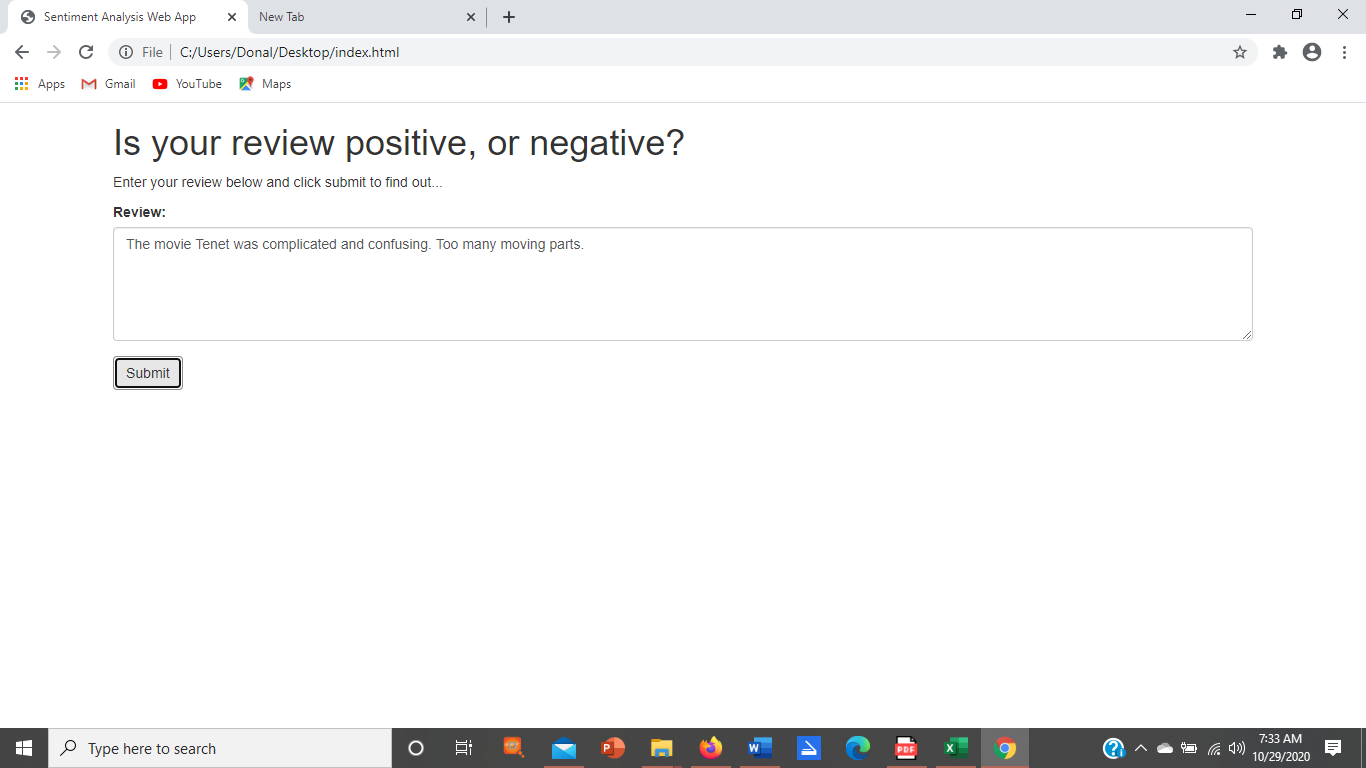 Sentiment Analysis Web App
New Tab
File
C:/Users/Donal/Desktop/index.html
Apps
Gmail
YouTube
Maps
Is your review positive, or negative?
Enter your review below and click submit to find out...
Review:
The movie Tenet was complicated and confusing. Too many moving parts.
Submit
Type here to search
P
W
PDF
X
7:33 AM
10/29/2020